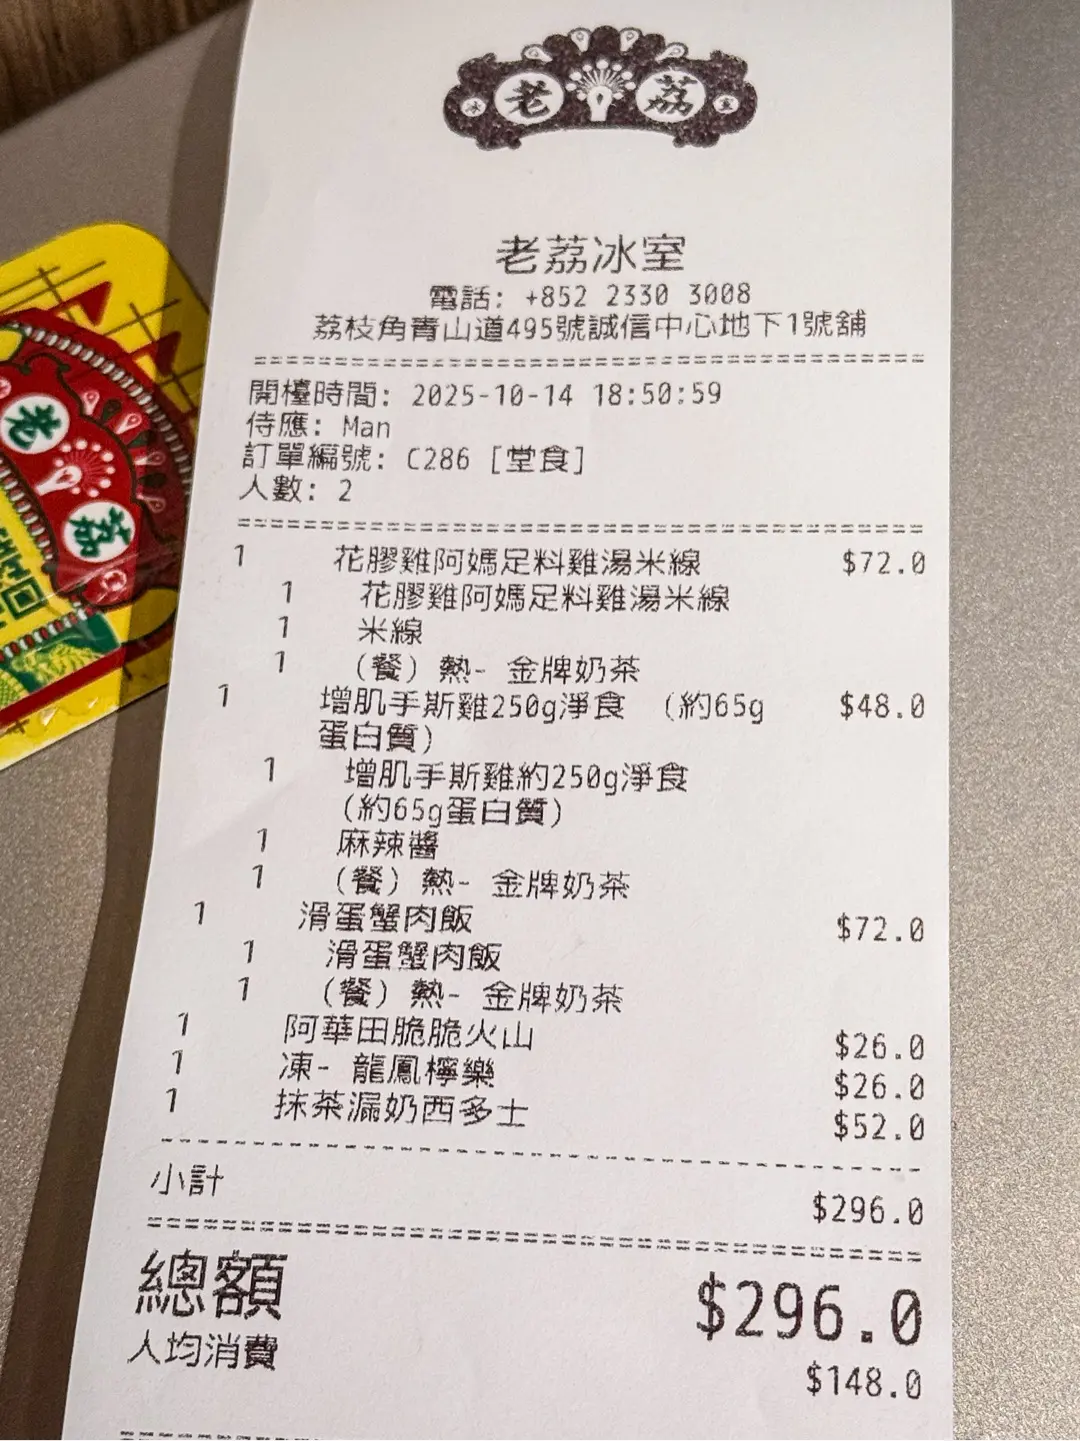 冰 老 荔 室
老荔冰室
電話: +852 2330 3008
荔枝角青山道495號誠信中心地下1號舖
開檯時間: 2025-10-14 18:50:59
侍應: Man
訂單編號: C286 [堂食]
人數: 2
1 花膠雞阿媽足料雞湯米線 $72.0
1 花膠雞阿媽足料雞湯米線
1 米線
1 (餐) 熱- 金牌奶茶
1 增肌手斯雞250g淨食 (約65g $48.0
蛋白質)
1 增肌手斯雞約250g淨食
(約65g蛋白質)
1 麻辣醬
1 (餐) 熱- 金牌奶茶
1 滑蛋蟹肉飯 $72.0
1 滑蛋蟹肉飯
1 (餐) 熱- 金牌奶茶
1 阿華田脆脆火山 $26.0
1 凍- 龍鳳檸樂 $26.0
1 抹茶漏奶西多士 $52.0
小計 $296.0
總額 $296.0
人均消費 $148.0
老
荔